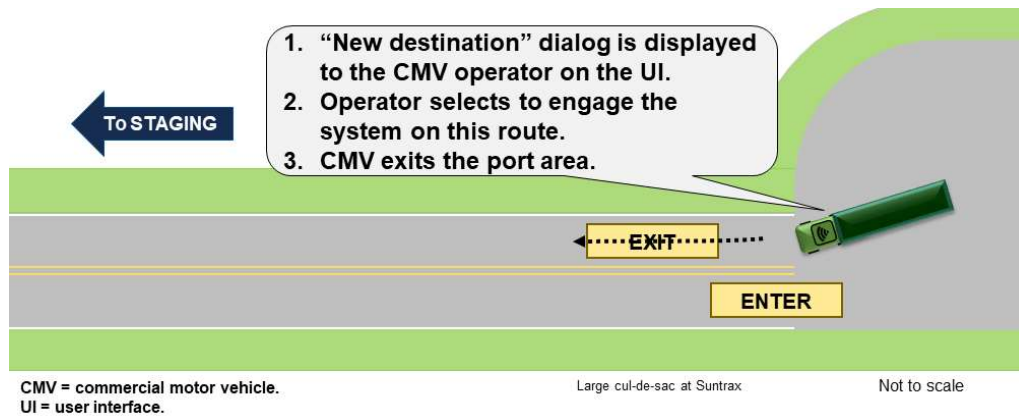 1. “New destination” dialog is displayed
to the CMV operator on the UI.
2. Operator selects to engage the
system on this route.
3. CMV exits the port area.
To STAGING
EXIT
ENTER
CMV = commercial motor vehicle.
UI = user interface.
Large cul-de-sac at Suntrax
Not to scale